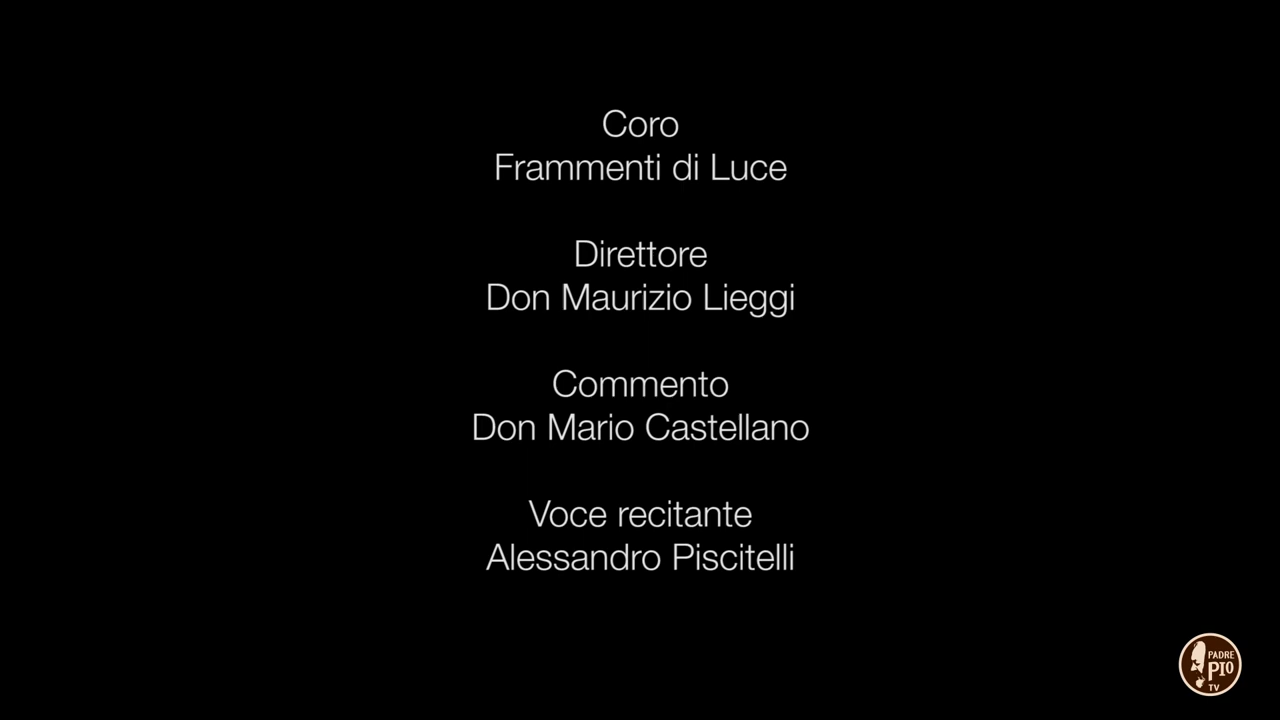 Coro
Frammenti di Luce
Direttore
Don Maurizio Lieggi
Commento
Don Mario Castellano
Voce recitante
Alessandro Piscitelli
PADRE
PIO
TV